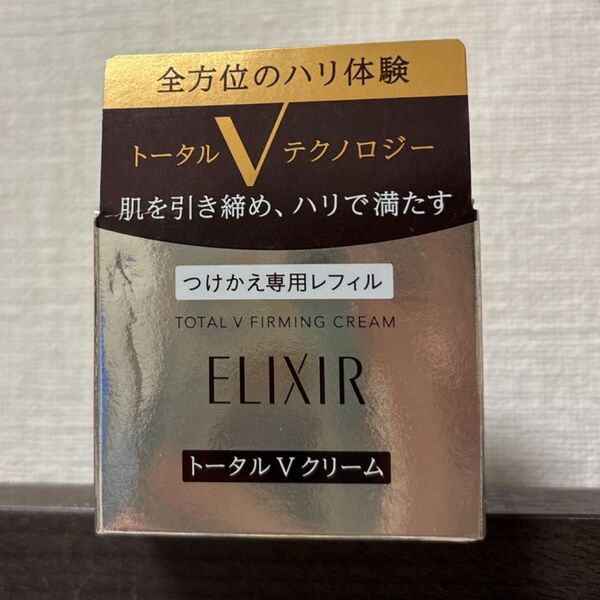 全方位のハリ体験
トータル V テクノロジー
肌を引き締め、ハリで満たす
つけかえ専用レフィル
TOTAL V FIRMING CREAM
ELIXIR
トータル V クリーム